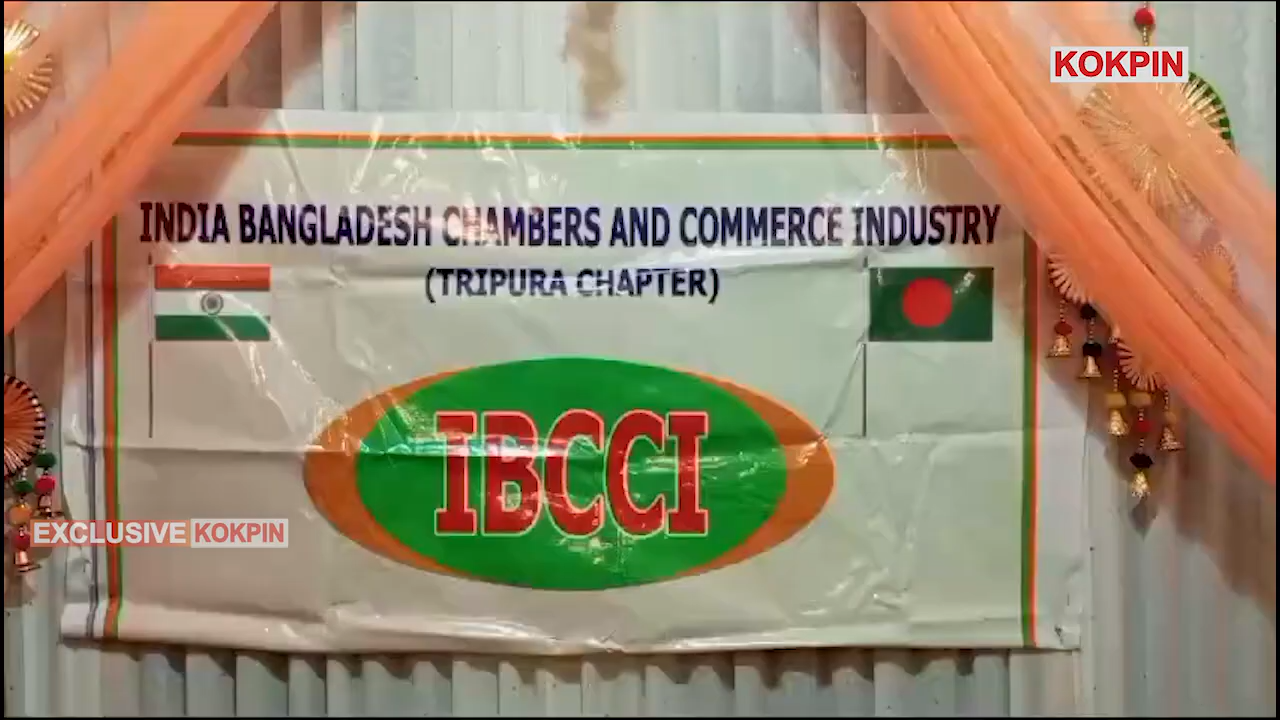 KOKPIN
INDIA BANGLADESH CHAMBERS AND COMMERCE INDUSTRY
(TRIPURA CHAPTER)
IBCCI
EXCLUSIVE KOKPIN